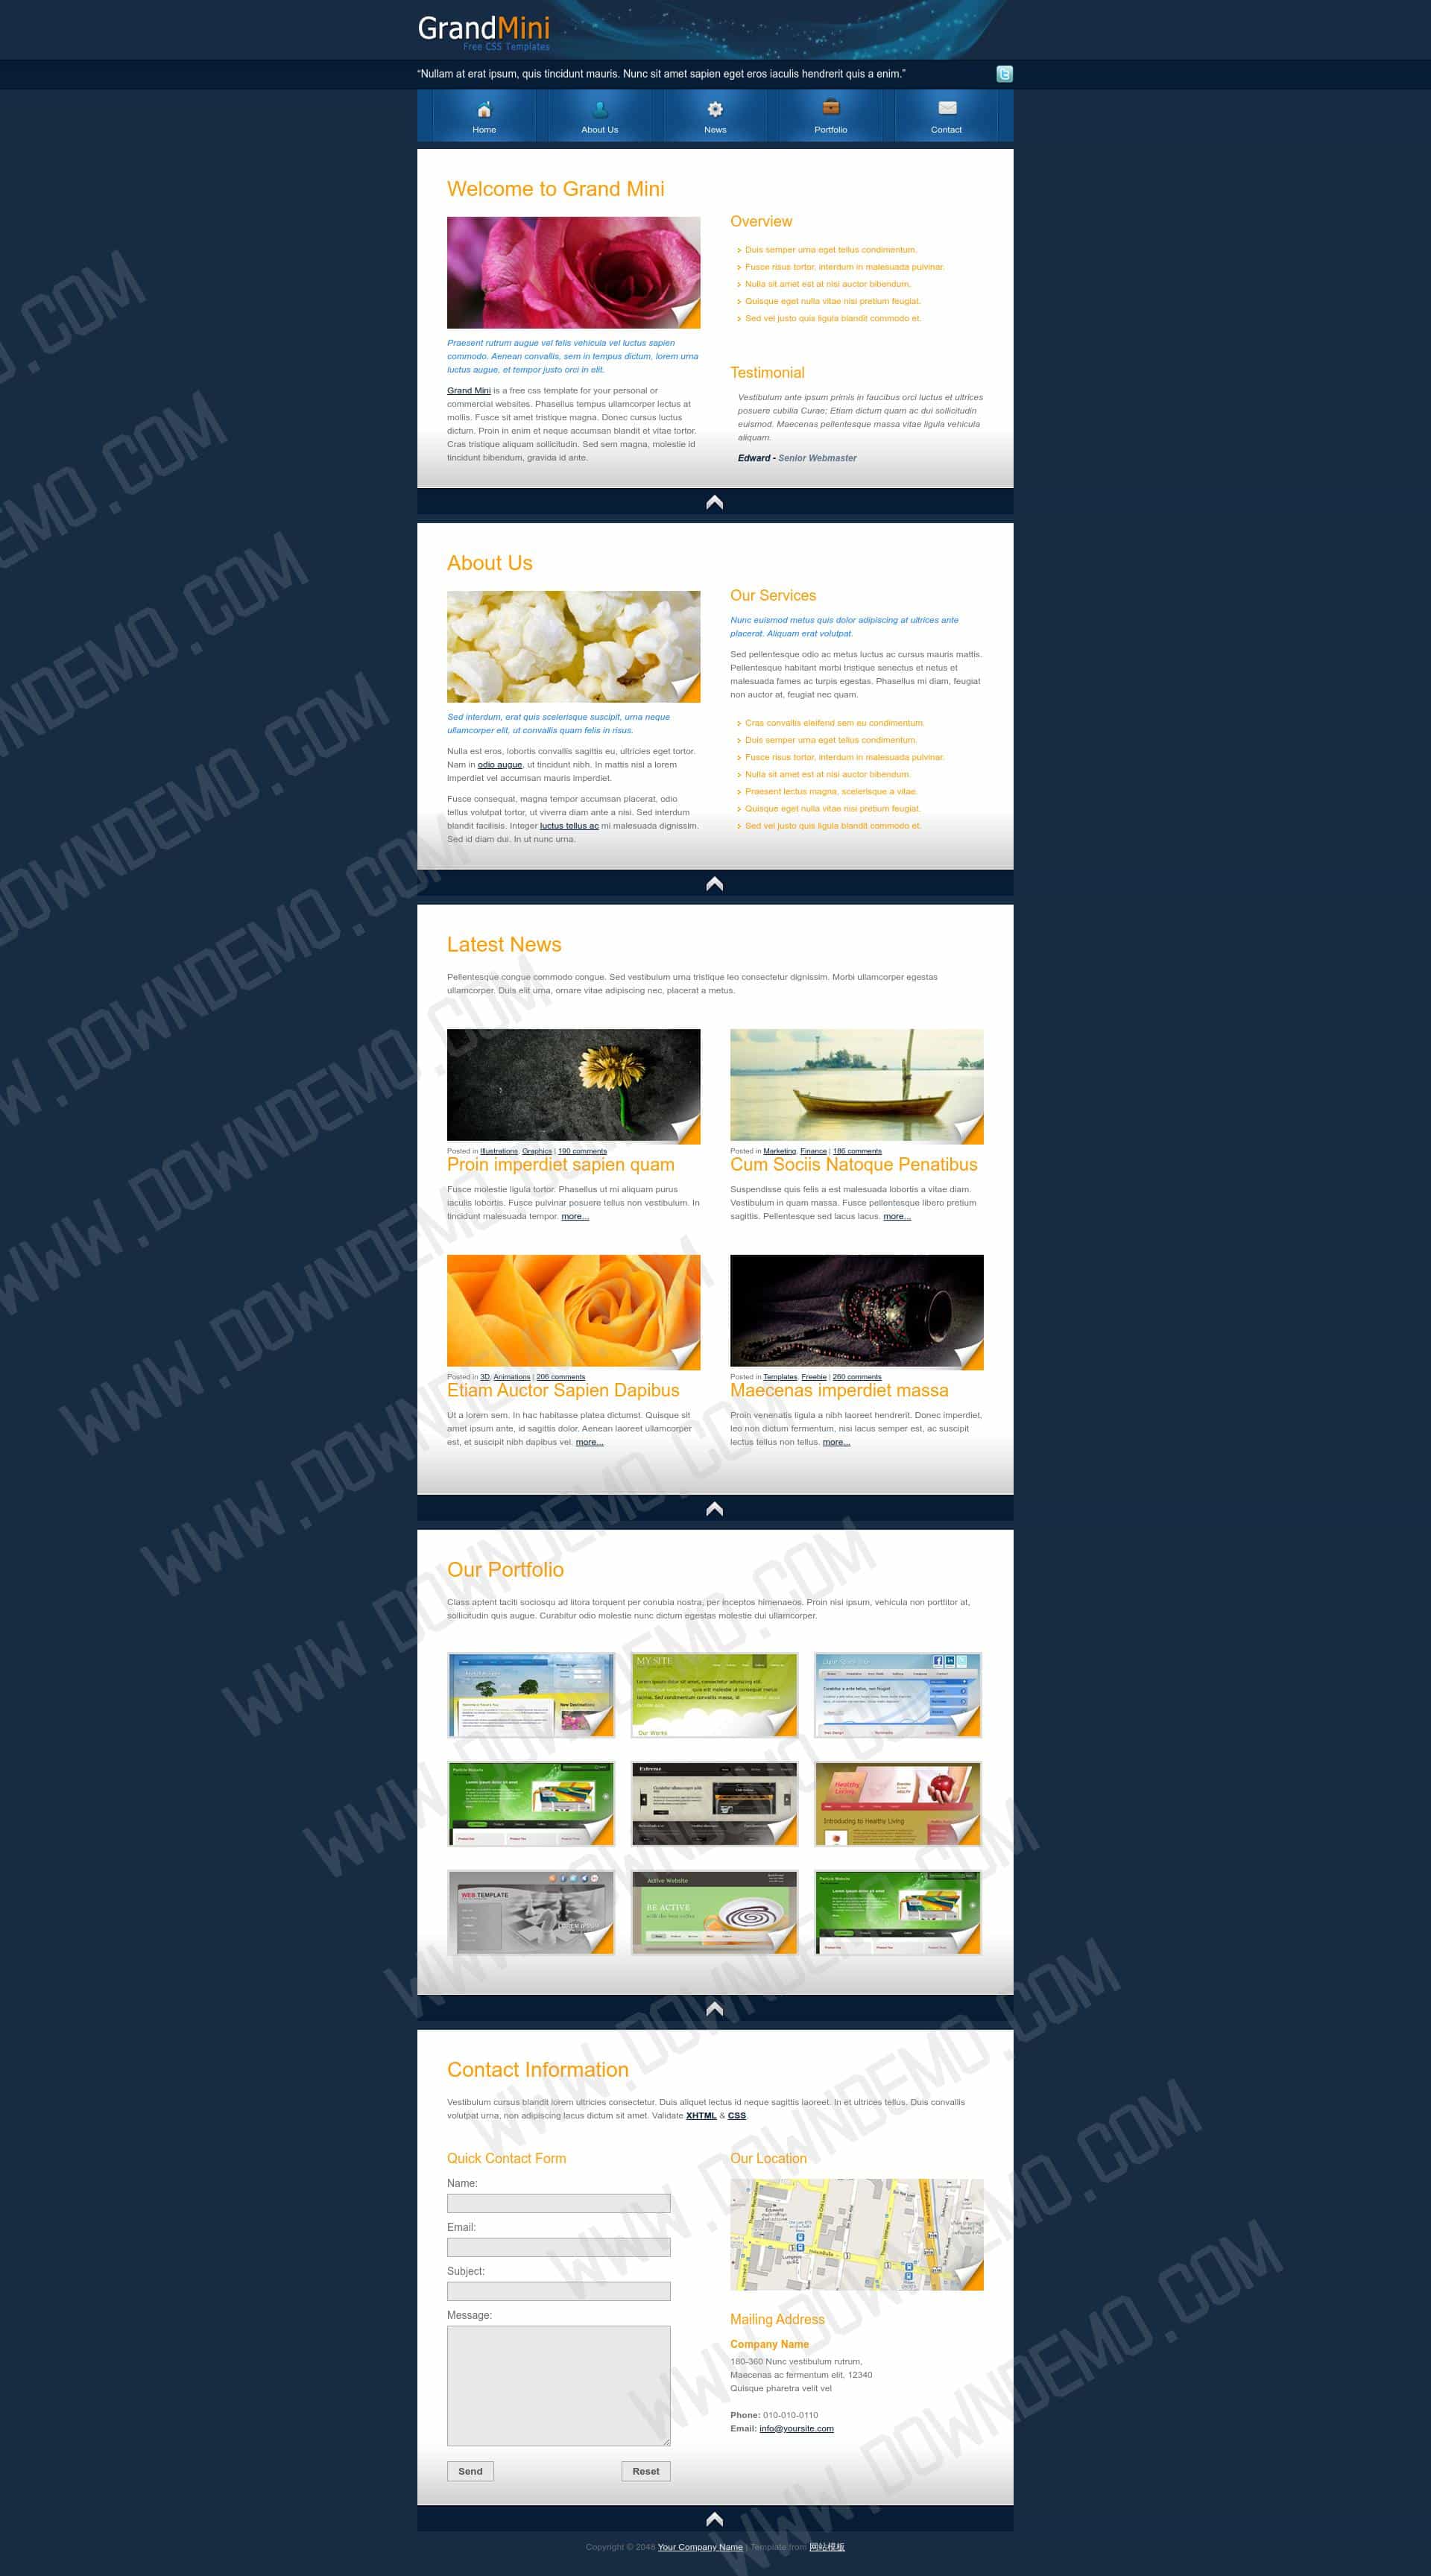 GrandMini
Free CSS Templates
“Nullam at erat ipsum, quis tincidunt mauris. Nunc sit amet sapien eget eros iaculis hendrerit quis a enim.”
Home
About Us
News
Portfolio
Contact
Welcome to Grand Mini
Praesent rutrum augue vel felis vehicula vel luctus sapien
commodo. Aenean convallis, sem in tempus dictum, lorem urna
luctus augue, et tempor justo orci in elit.
Grand Mini is a free css template for your personal or
commercial websites. Phasellus tempus ullamcorper lectus at
mollis. Fusce sit amet tristique magna. Donec cursus luctus
dictum. Proin in enim et neque accumsan blandit et vitae tortor.
Cras tristique aliquam sollicitudin. Sed sem magna, molestie id
tincidunt bibendum, gravida id ante.
Overview
Duis semper urna eget tellus condimentum.
Fusce risus tortor, interdum in malesuada pulvinar.
Nulla sit amet est at nisi auctor bibendum.
Quisque eget nulla vitae nisi pretium feugiat.
Sed vel justo quis ligula blandit commodo et.
Testimonial
Vestibulum ante ipsum primis in faucibus orci luctus et ultrices
posuere cubilia Curae; Etiam dictum quam ac dui sollicitudin
euismod. Maecenas pellentesque massa vitae ligula vehicula
aliquam.
Edward - Senior Webmaster
About Us
Sed interdum, erat quis scelerisque suscipit, urna neque
ullamcorper elit, ut convallis quam felis in risus.
Nulla est eros, lobortis convallis sagittis eu, ultricies eget tortor.
Nam in odio augue, ut tincidunt nibh. In mattis nisl a lorem
imperdiet vel accumsan mauris imperdiet.
Fusce consequat, magna tempor accumsan placerat, odio
tellus volutpat tortor, ut viverra diam ante a nisi. Sed interdum
blandit facilisis. Integer luctus tellus ac mi malesuada dignissim.
Sed id diam dui. In ut nunc urna.
Our Services
Nunc euismod metus quis dolor adipiscing at ultrices ante
placerat. Aliquam erat volutpat.
Sed pellentesque odio ac metus luctus ac cursus mauris mattis.
Pellentesque habitant morbi tristique senectus et netus et
malesuada fames ac turpis egestas. Phasellus mi diam, feugiat
non auctor at, feugiat nec quam.
Cras convallis eleifend sem eu condimentum.
Duis semper urna eget tellus condimentum.
Fusce risus tortor, interdum in malesuada pulvinar.
Nulla sit amet est at nisi auctor bibendum.
Praesent lectus magna, scelerisque a vitae.
Quisque eget nulla vitae nisi pretium feugiat.
Sed vel justo quis ligula blandit commodo et.
Latest News
Pellentesque congue commodo congue. Sed vestibulum urna tristique leo consectetur dignissim. Morbi ullamcorper egestas
ullamcorper. Duis elit urna, ornare vitae adipiscing nec, placerat a metus.
Posted in Illustrations, Graphics | 190 comments
Proin imperdiet sapien quam
Fusce molestie ligula tortor. Phasellus ut mi aliquam purus
iaculis lobortis. Fusce pulvinar posuere tellus non vestibulum. In
tincidunt malesuada tempor. more...
Posted in Marketing, Finance | 186 comments
Cum Sociis Natoque Penatibus
Suspendisse quis felis a est malesuada lobortis a vitae diam.
Vestibulum in quam massa. Fusce pellentesque libero pretium
sagittis. Pellentesque sed lacus lacus. more...
Posted in 3D, Animations | 206 comments
Etiam Auctor Sapien Dapibus
Ut a lorem sem. In hac habitasse platea dictumst. Quisque sit
amet ipsum ante, id sagittis dolor. Aenean laoreet ullamcorper
est, et suscipit nibh dapibus vel. more...
Posted in Templates, Freebie | 260 comments
Maecenas imperdiet massa
Proin venenatis ligula a nibh laoreet hendrerit. Donec imperdiet,
leo non dictum fermentum, nisi lacus semper est, ac suscipit
lectus tellus non tellus. more...
Our Portfolio
Class aptent taciti sociosqu ad litora torquent per conubia nostra, per inceptos himenaeos. Proin nisi ipsum, vehicula non porttitor at,
sollicitudin quis augue. Curabitur odio molestie nunc dictum egestas molestie dui ullamcorper.
MY SITE
Our Works
Extreme
Healthy
Living
Introducing to Healthy Living
WEB TEMPLATE
Active Website
BE ACTIVE
Contact Information
Vestibulum cursus blandit lorem ultricies consectetur. Duis aliquet lectus id neque sagittis laoreet. In et ultrices tellus. Duis convallis
volutpat urna, non adipiscing lacus dictum sit amet. Validate XHTML & CSS.
Quick Contact Form
Name:
Email:
Subject:
Message:
Send
Reset
Our Location
Mailing Address
Company Name
180-360 Nunc vestibulum rutrum,
Maecenas ac fermentum elit, 12340
Quisque pharetra velit vel
Phone: 010-010-0110
Email: info@yoursite.com
Copyright © 2048 Your Company Name | Template from 网站模板
WWW.DOWNDEMO.COM